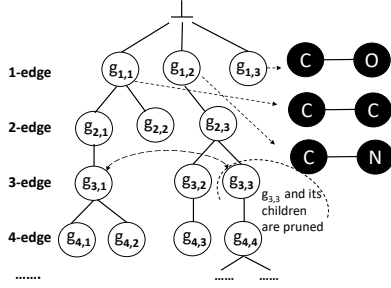 1-edge g1,1 g1,2 g1,3 C O
C C
2-edge g2,1 g2,2 g2,3
C N
3-edge g3,1 g3,2 g3,3
g3,3 and its
children
are pruned
4-edge g4,1 g4,2 g4,3 g4,4
....... ...... ......